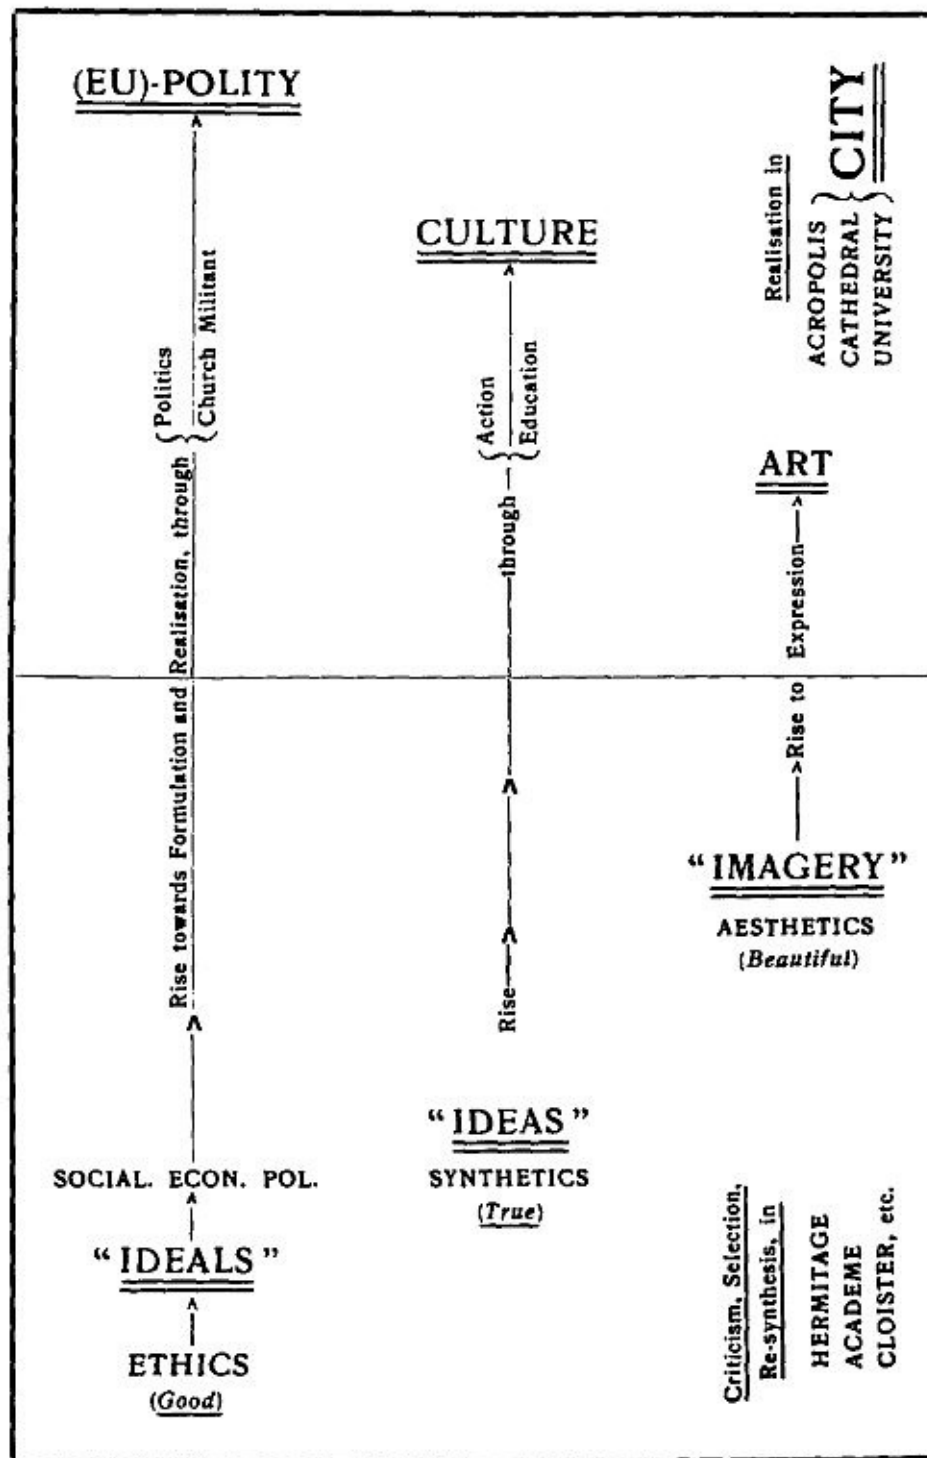 (EU)-POLITY
Politics
Church Militant
Rise towards Formulation and Realisation, through
SOCIAL. ECON. POL.
“IDEALS”
ETHICS
(Good)
CULTURE
Action
Education
through
Rise
“IDEAS”
SYNTHETICS
(True)
Realisation in
ACROPOLIS
CATHEDRAL
UNIVERSITY
CITY
ART
Rise to Expression
“IMAGERY”
AESTHETICS
(Beautiful)
Criticism, Selection,
Re-synthesis, in
HERMITAGE
ACADEME
CLOISTER, etc.